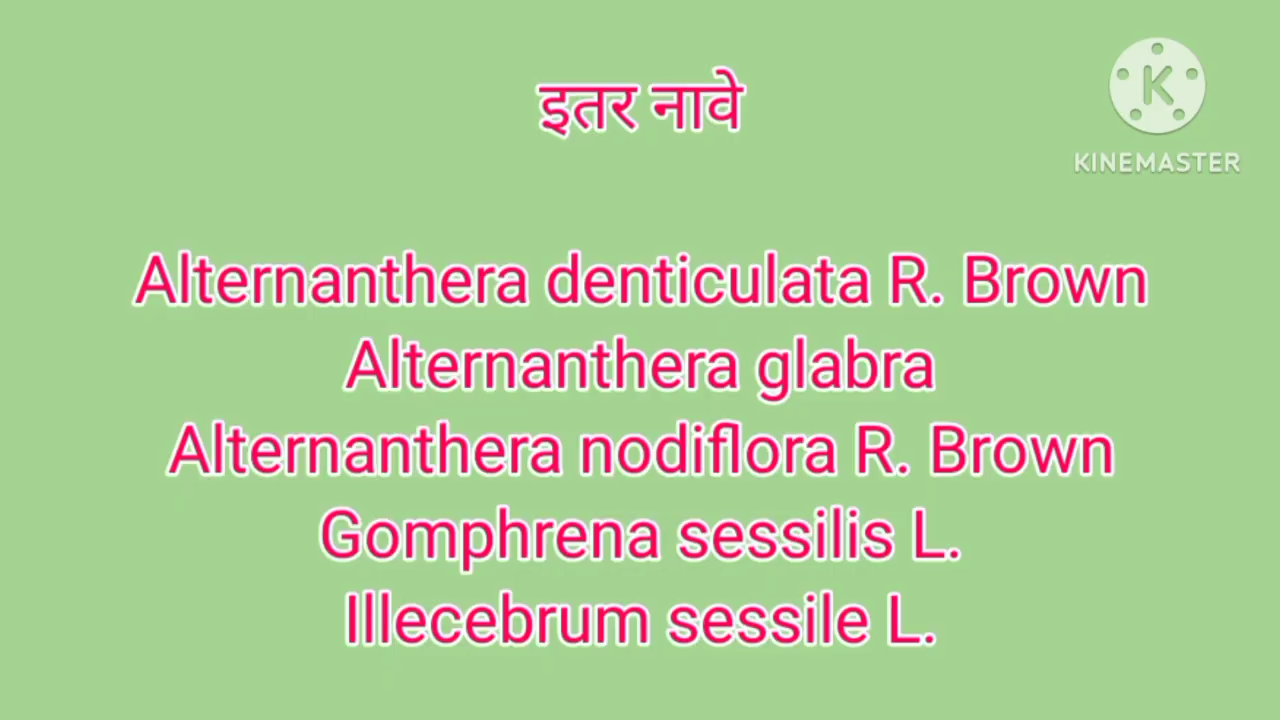 इतर नावे
K
KINEMASTER
Alternanthera denticulata R. Brown
Alternanthera glabra
Alternanthera nodiflora R. Brown
Gomphrena sessilis L.
Illecebrum sessile L.